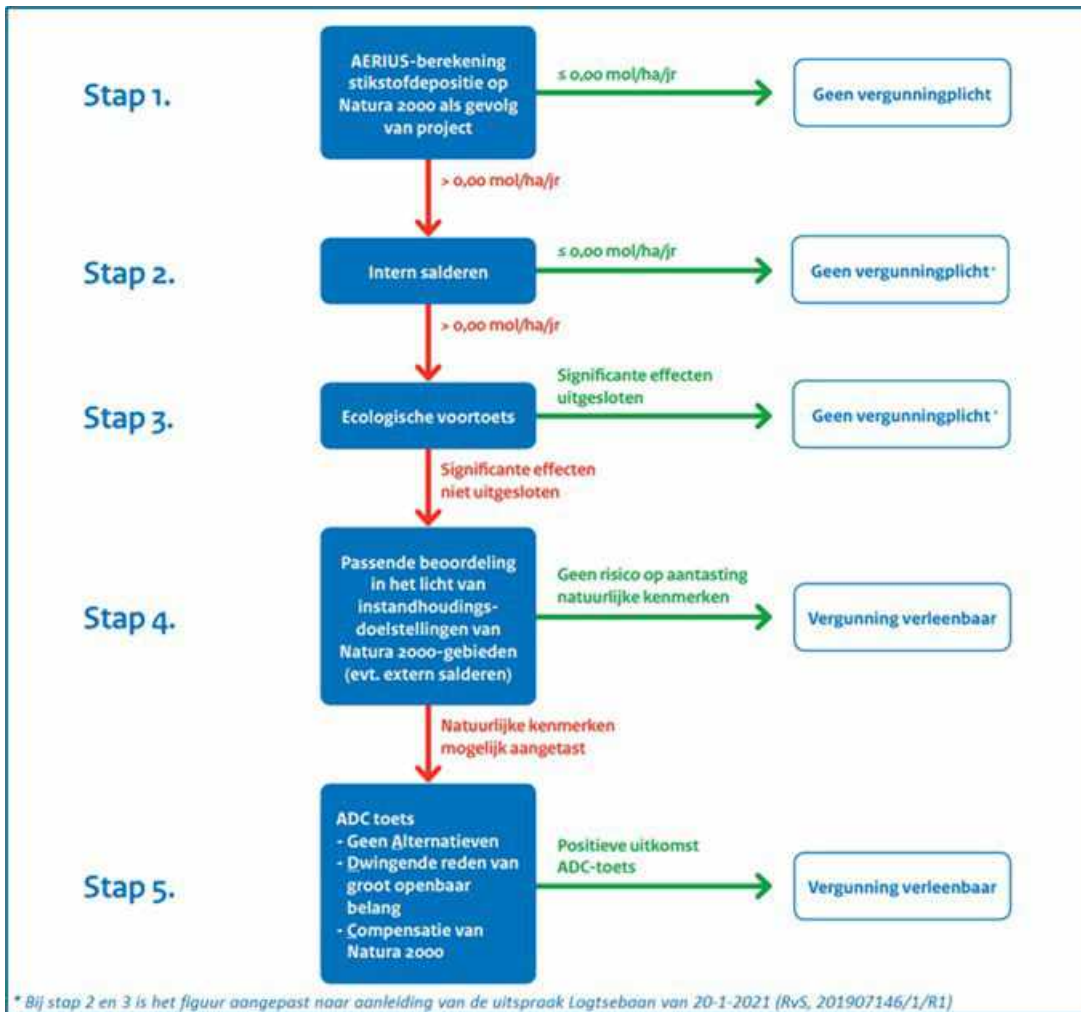 Stap 1.
AERIUS-berekening
stikstofdepositie op
Natura 2000 als gevolg
van project
≤ 0,00 mol/ha/jr
Geen vergunningplicht
> 0,00 mol/ha/jr
Stap 2.
Intern salderen
≤ 0,00 mol/ha/jr
Geen vergunningplicht*
> 0,00 mol/ha/jr
Stap 3.
Ecologische voortoets
Significante effecten
uitgesloten
Geen vergunningplicht*
Significante effecten
niet uitgesloten
Stap 4.
Passende beoordeling
in het licht van
instandhoudings-
doelstellingen van
Natura 2000-gebieden
(evt. extern salderen)
Geen risico op aantasting
natuurlijke kenmerken
Vergunning verleenbaar
Natuurlijke kenmerken
mogelijk aangetast
Stap 5.
ADC toets
- Geen Alternatieven
- Dwingende reden van
groot openbaar
belang
- Compensatie van
Natura 2000
Positieve uitkomst
ADC-toets
Vergunning verleenbaar
* Bij stap 2 en 3 is het figuur aangepast naar aanleiding van de uitspraak Logtsebaan van 20-1-2021 (RvS, 201907146/1/R1)